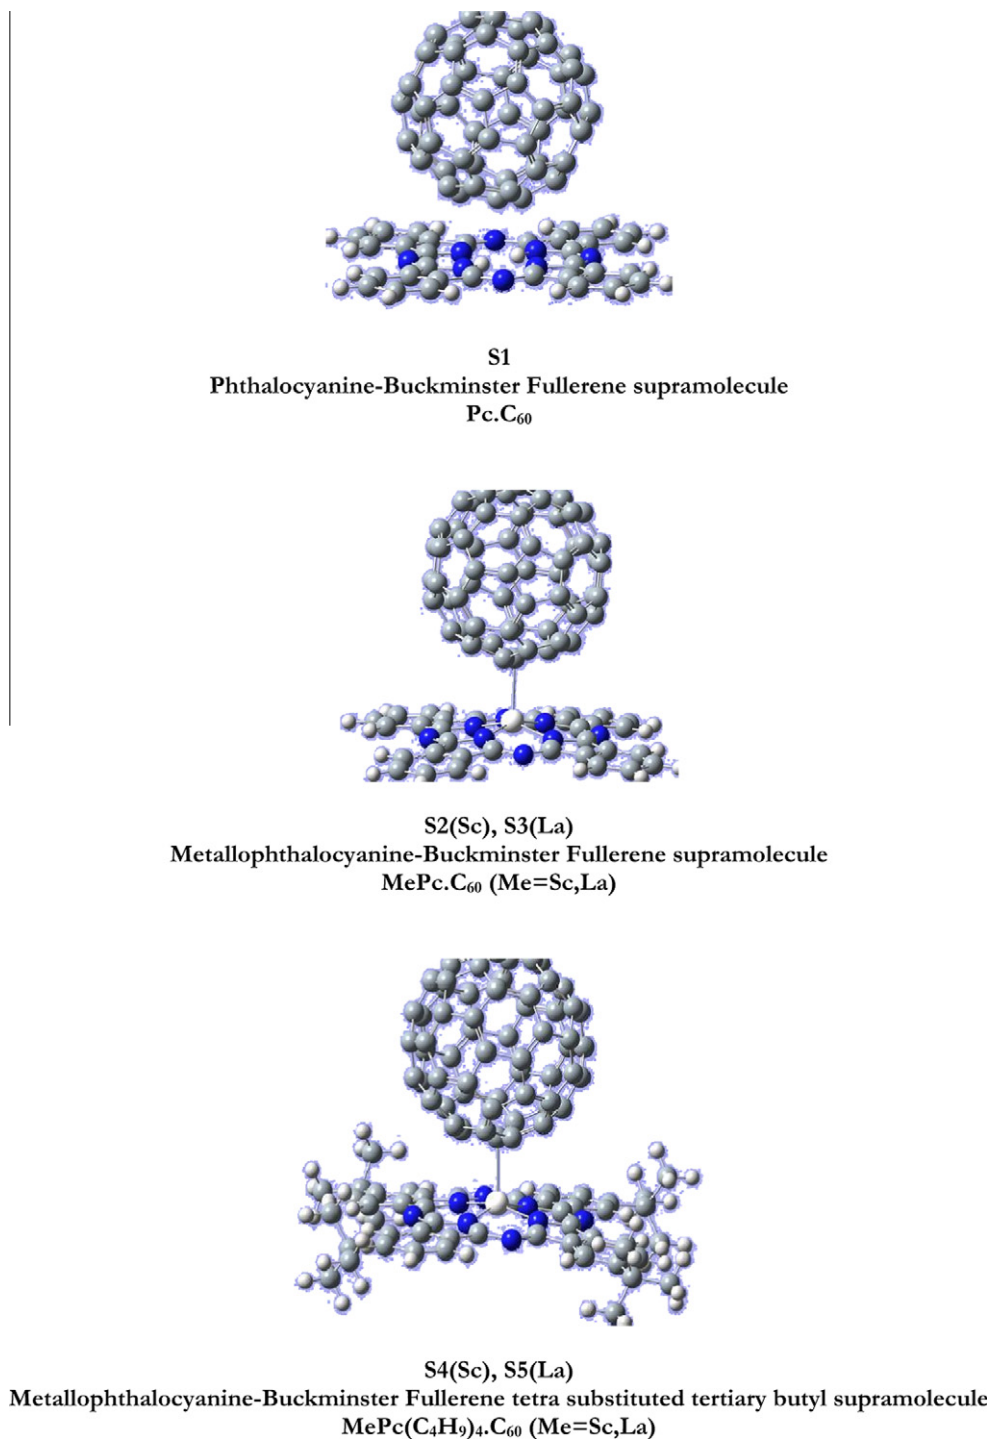 S1
Phthalocyanine-Buckminster Fullerene supramolecule
Pc.C₆₀
S2(Sc), S3(La)
Metallophthalocyanine-Buckminster Fullerene supramolecule
MePc.C₆₀ (Me=Sc,La)
S4(Sc), S5(La)
Metallophthalocyanine-Buckminster Fullerene tetra substituted tertiary butyl supramolecule
MePc(C₄H₉)₄.C₆₀ (Me=Sc,La)